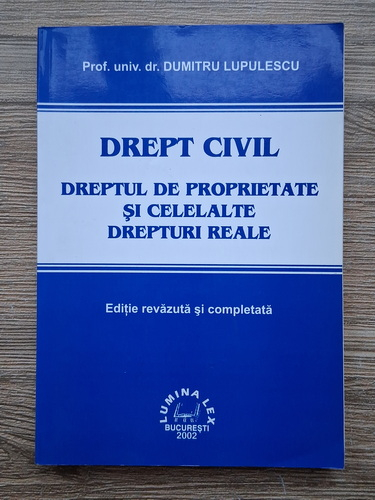 Prof. univ. dr. DUMITRU LUPULESCU
DREPT CIVIL
DREPTUL DE PROPRIETATE
ŞI CELELALTE
DREPTURI REALE
Ediţie revăzută şi completată
LUMINA LEX
BUCUREŞTI
2002